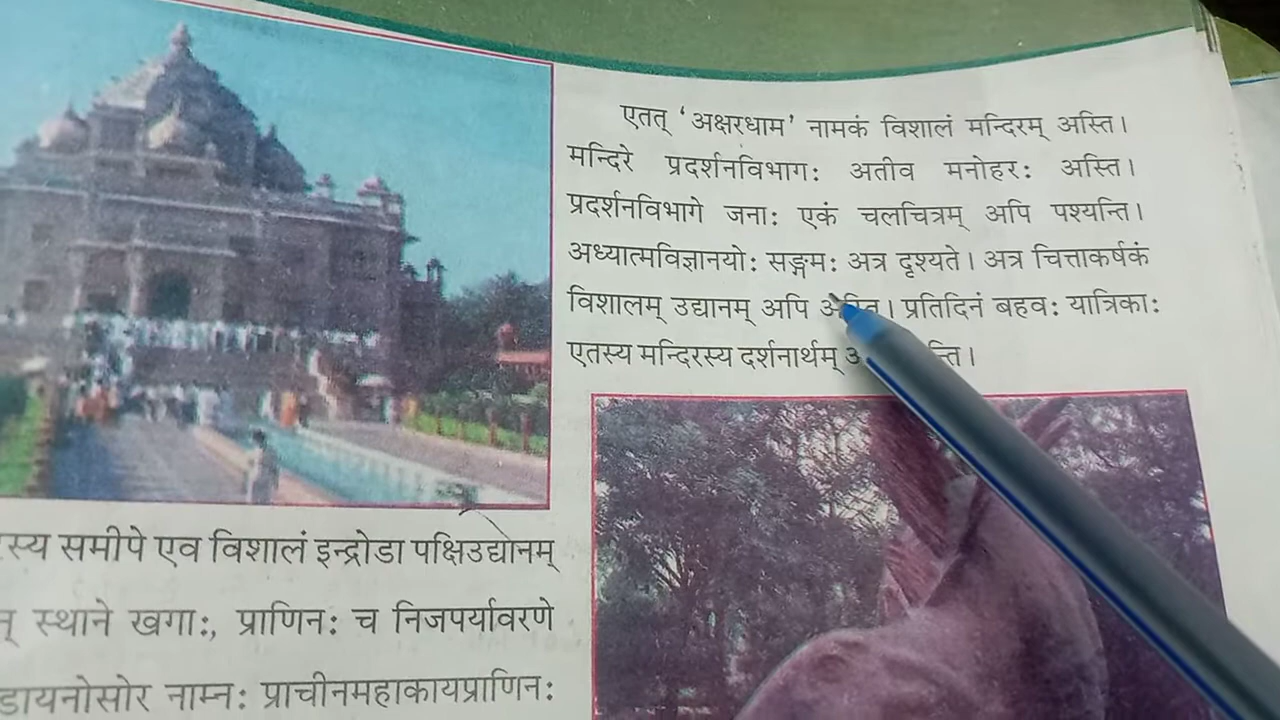 एतत् ‘अक्षरधाम’ नामकं विशालं मन्दिरम् अस्ति।
मन्दिरे प्रदर्शनविभागः अतीव मनोहरः अस्ति।
प्रदर्शनविभागे जनाः एकं चलचित्रम् अपि पश्यन्ति।
अध्यात्मविज्ञानयोः सङ्गमः अत्र दृश्यते। अत्र चित्ताकर्षकं
विशालम् उद्यानम् अपि अस्ति। प्रतिदिनं बहवः यात्रिकाः
एतस्य मन्दिरस्य दर्शनार्थम्
समीपे एव विशालं इन्द्रोडा पक्षिउद्यानम्
स्थाने खगाः, प्राणिनः च निजपर्यावरणे
डायनोसोर नाम्नः प्राचीनमहाकायप्राणिनः